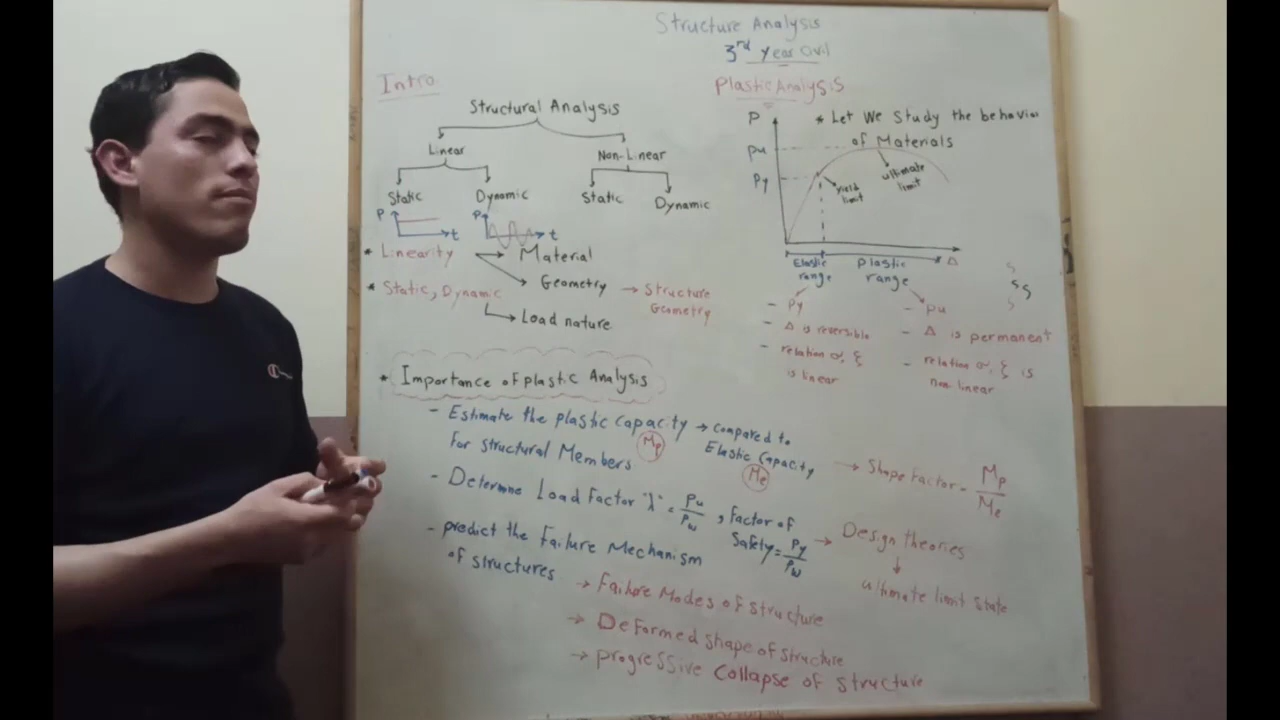 Structure Analysis
3rd Year Civil
Intro
Structural Analysis
Linear
Non-Linear
Static
Dynamic
Static
Dynamic
P
t
P
t
* Linearity
Material
Geometry → Structure
Geometry
* Static, Dynamic
Load nature
Plastic Analysis
* Let We Study the behavior
of Materials
P
Pu
Py
yield
limit
ultimate
limit
Δ
Elastic
range
Plastic
range
- Py
- Δ is reversible
- relation σ, ξ
is linear
- Pu
- Δ is permanent
- relation σ, ξ is
non-linear
* Importance of plastic Analysis
- Estimate the plastic capacity → compared to
For structural Members Mp
Elastic Capacity
Me
→ Shape Factor = Mp/Me
- Determine Load Factor "λ" = Pu/Pw , Factor of
Safety = Py/Pw → Design theories
↓
ultimate limit state
- predict the Failure Mechanism
of structures
→ Failure Modes of structure
→ Deformed shape of structure
→ progressive Collapse of structure